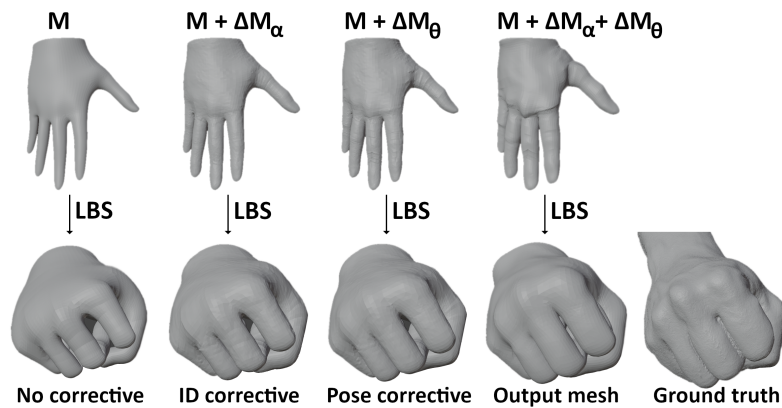 M
M + ΔMα
M + ΔMθ
M + ΔMα+ ΔMθ
LBS
LBS
LBS
LBS
No corrective
ID corrective
Pose corrective
Output mesh
Ground truth